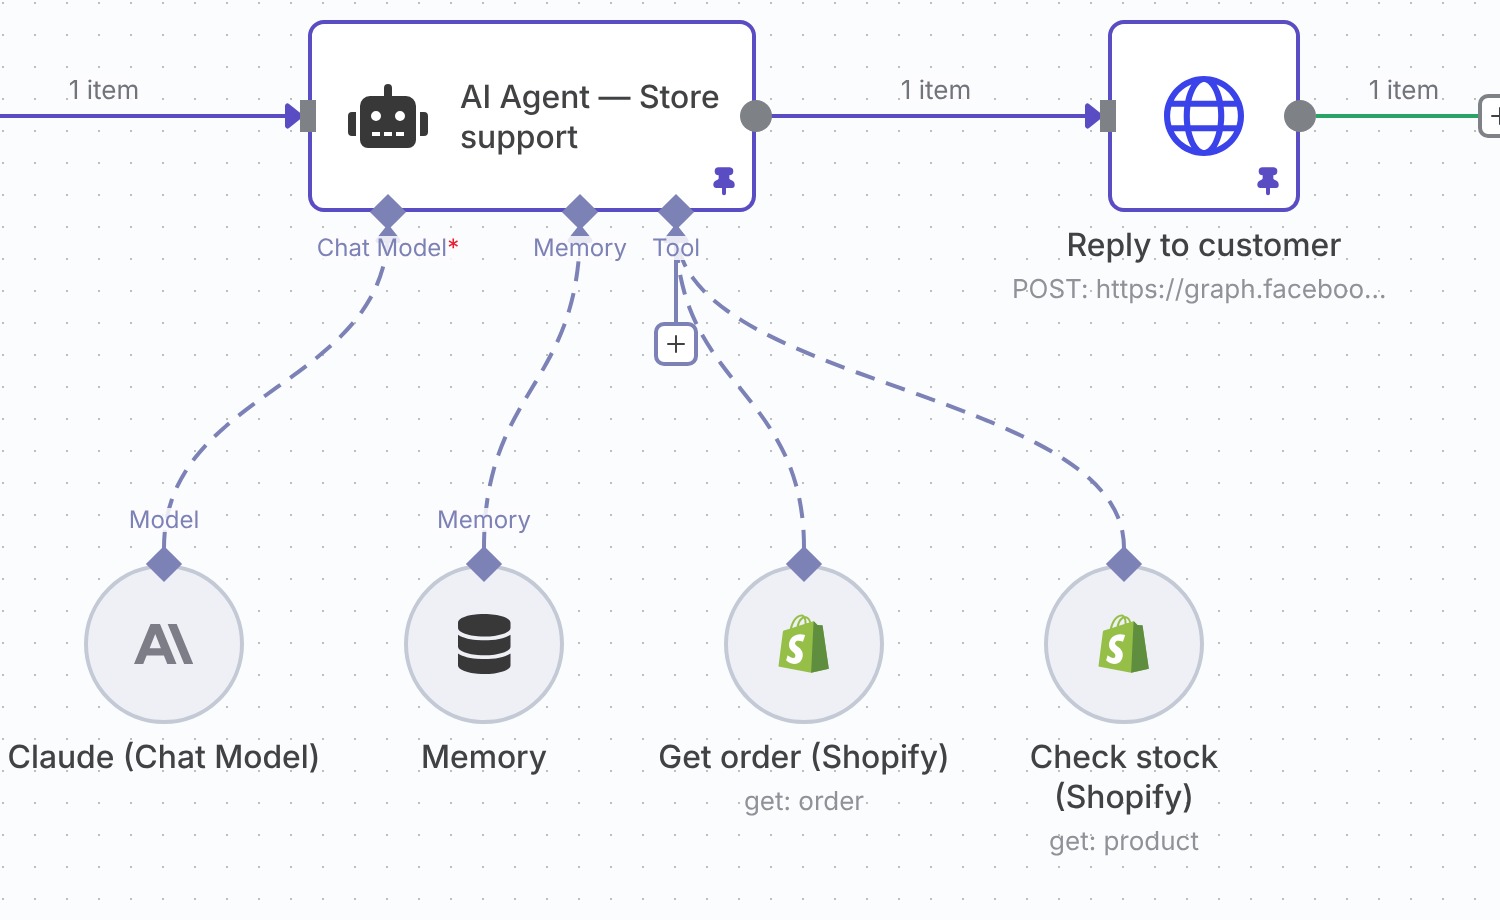 1 item
AI Agent — Store
support
1 item
1 item
Chat Model*
Memory
Tool
Reply to customer
POST: https://graph.faceboo...
Model
Memory
Claude (Chat Model)
Memory
Get order (Shopify)
get: order
Check stock
(Shopify)
get: product